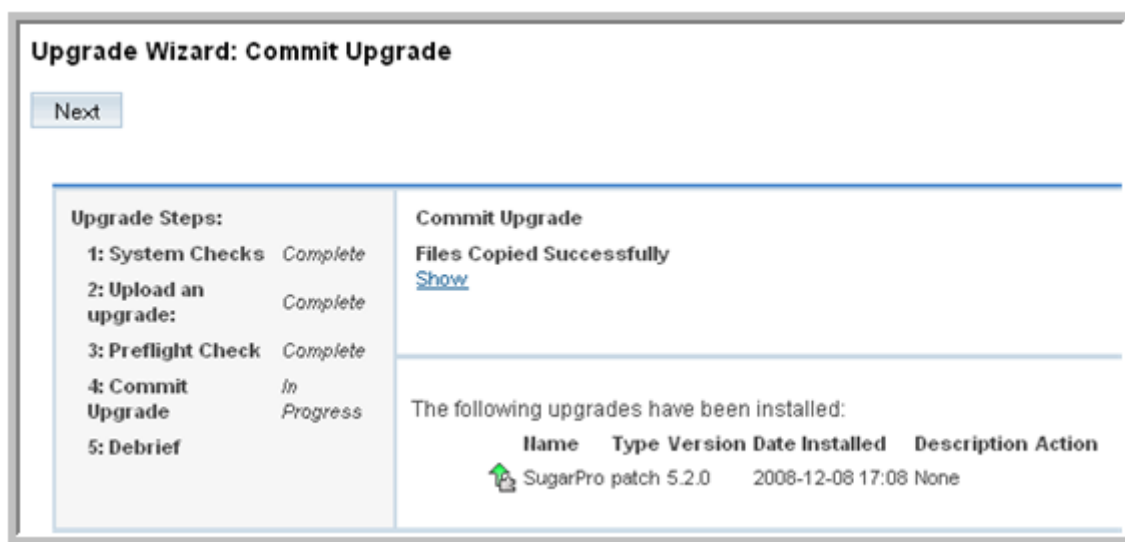 Upgrade Wizard: Commit Upgrade
Next
Upgrade Steps:
1: System Checks Complete
2: Upload an
upgrade: Complete
3: Preflight Check Complete
4: Commit In
Upgrade Progress
5: Debrief
Commit Upgrade
Files Copied Successfully
Show
The following upgrades have been installed:
Name Type Version Date Installed Description Action
SugarPro patch 5.2.0 2008-12-08 17:08 None